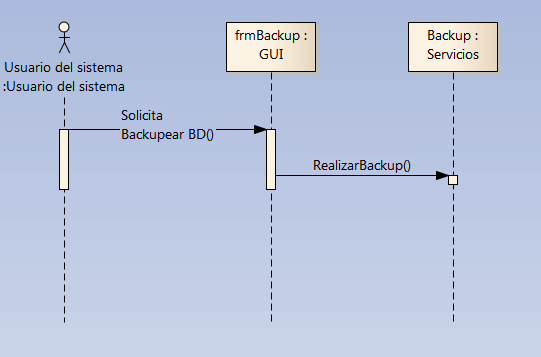 frmBackup :
GUI
Backup :
Servicios
Usuario del sistema
:Usuario del sistema
Solicita
Backupear BD()
RealizarBackup()